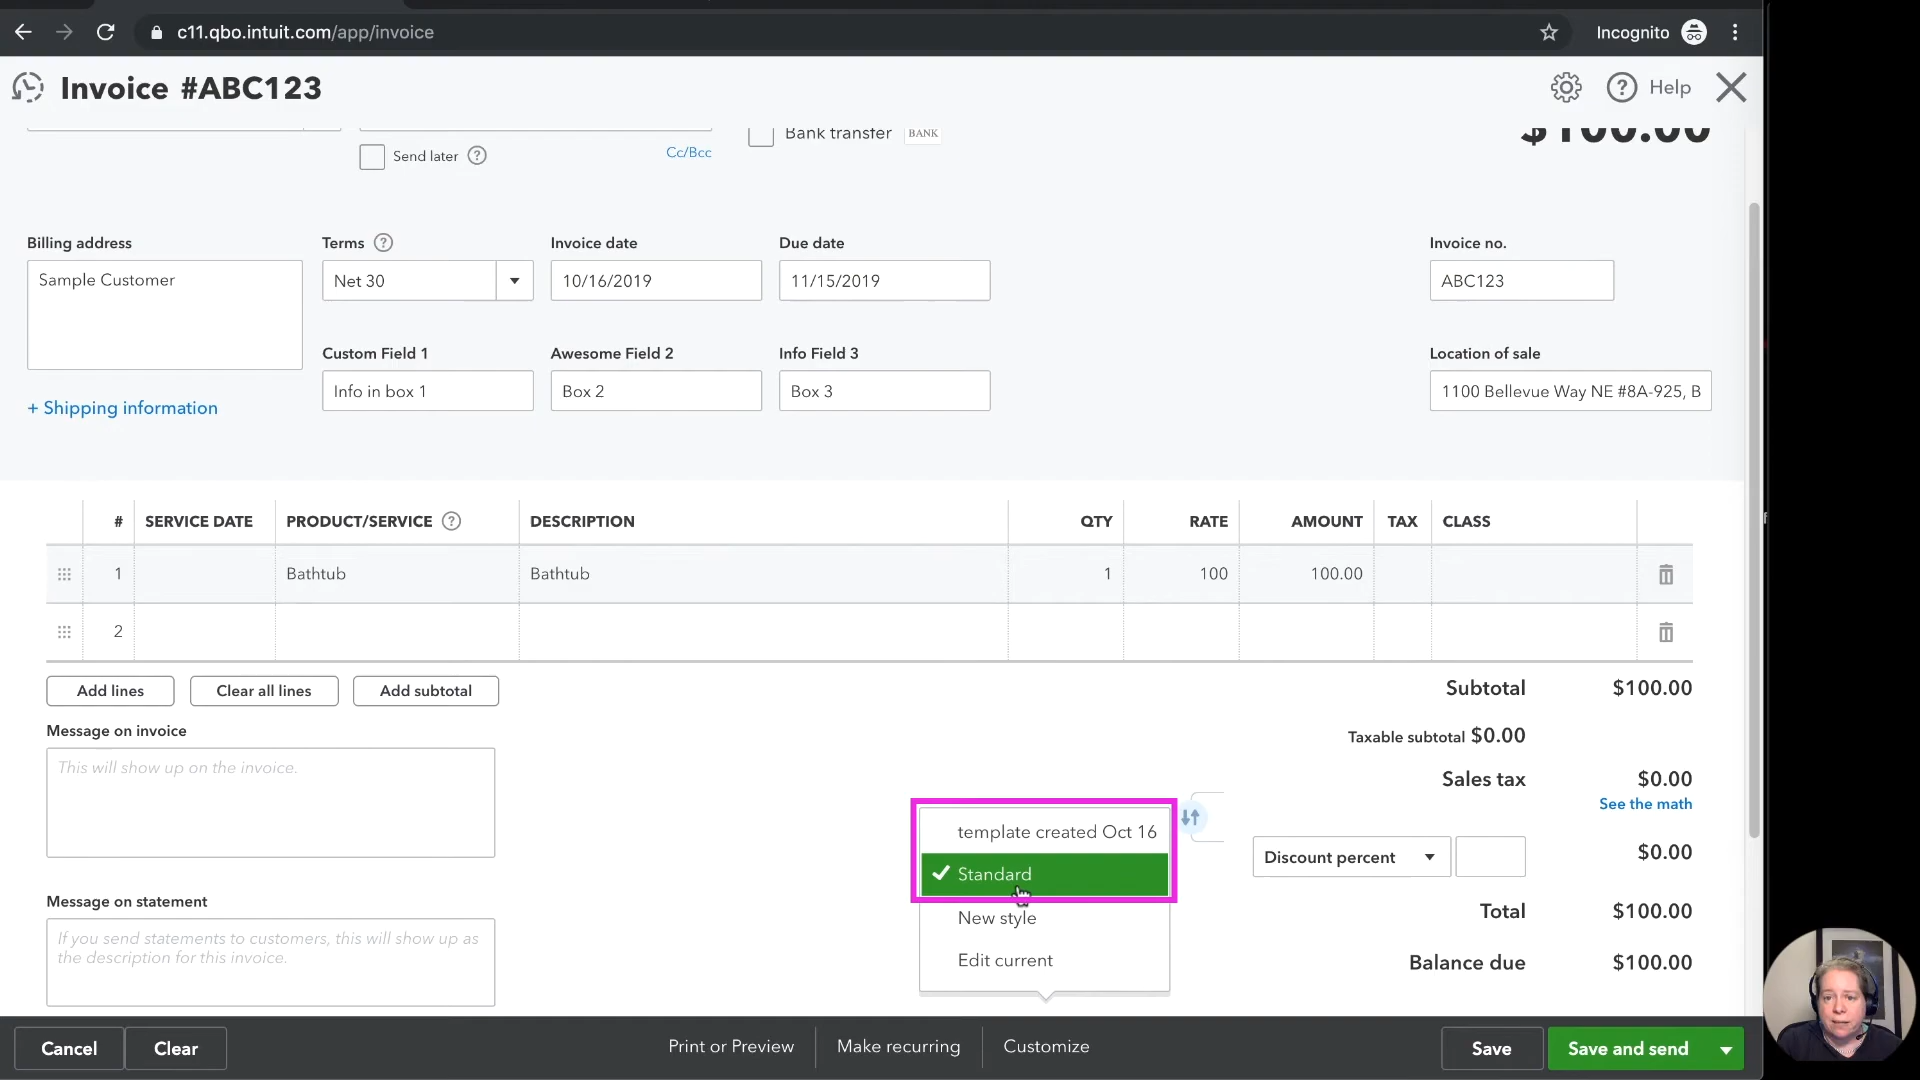 c11.qbo.intuit.com/app/invoice
Incognito
Invoice #ABC123
Help
Bank transfer BANK
$100.00
Send later
Cc/Bcc
Billing address
Terms
Invoice date
Due date
Invoice no.
Sample Customer
Net 30
10/16/2019
11/15/2019
ABC123
Custom Field 1
Awesome Field 2
Info Field 3
Location of sale
Info in box 1
Box 2
Box 3
1100 Bellevue Way NE #8A-925, B
+ Shipping information
# SERVICE DATE PRODUCT/SERVICE DESCRIPTION QTY RATE AMOUNT TAX CLASS
1 Bathtub Bathtub 1 100 100.00
2
Add lines
Clear all lines
Add subtotal
Subtotal $100.00
Message on invoice
Taxable subtotal $0.00
This will show up on the invoice.
Sales tax $0.00
See the math
template created Oct 16
Discount percent
$0.00
Standard
Message on statement
Total $100.00
New style
If you send statements to customers, this will show up as
the description for this invoice.
Edit current
Balance due $100.00
Cancel
Clear
Print or Preview
Make recurring
Customize
Save
Save and send